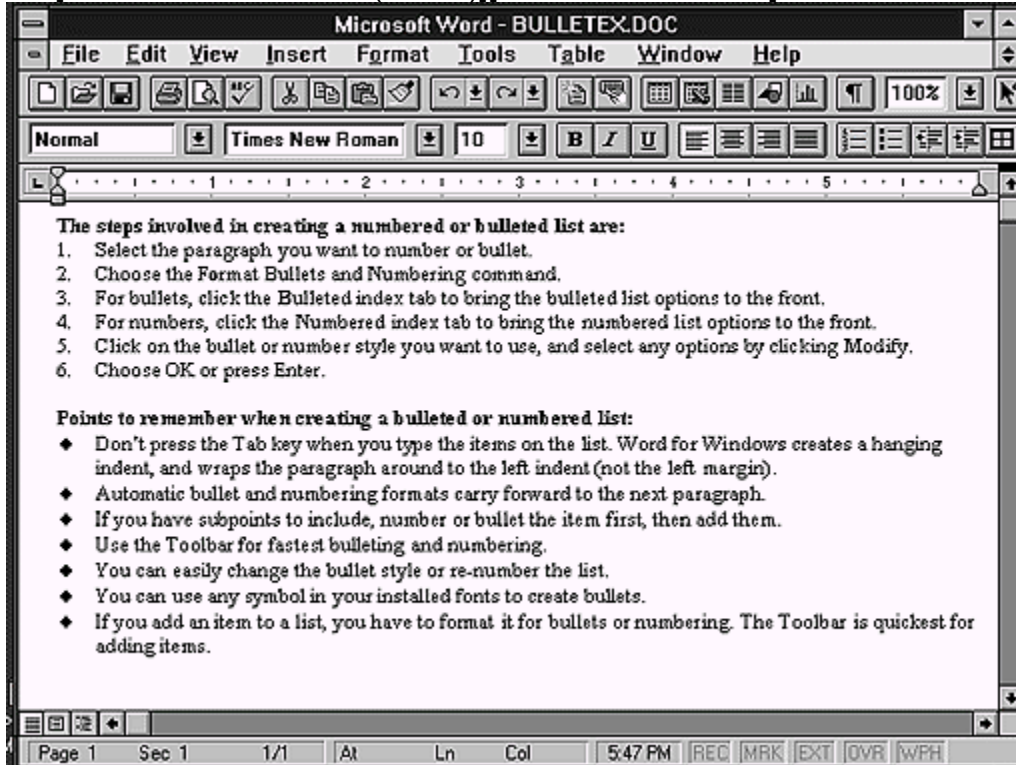 Microsoft Word - BULLETEX.DOC
File Edit View Insert Format Tools Table Window Help
100%
Normal Times New Roman 10 B I U
1 2 3 4 5
The steps involved in creating a numbered or bulleted list are:
1. Select the paragraph you want to number or bullet.
2. Choose the Format Bullets and Numbering command.
3. For bullets, click the Bulleted index tab to bring the bulleted list options to the front.
4. For numbers, click the Numbered index tab to bring the numbered list options to the front.
5. Click on the bullet or number style you want to use, and select any options by clicking Modify.
6. Choose OK or press Enter.
Points to remember when creating a bulleted or numbered list:
◆ Don't press the Tab key when you type the items on the list. Word for Windows creates a hanging
indent, and wraps the paragraph around to the left indent (not the left margin).
◆ Automatic bullet and numbering formats carry forward to the next paragraph.
◆ If you have subpoints to include, number or bullet the item first, then add them.
◆ Use the Toolbar for fastest bulleting and numbering.
◆ You can easily change the bullet style or re-number the list.
◆ You can use any symbol in your installed fonts to create bullets.
◆ If you add an item to a list, you have to format it for bullets or numbering. The Toolbar is quickest for
adding items.
Page 1 Sec 1 1/1 At Ln Col 5:47 PM REC MRK EXT OVR WPH